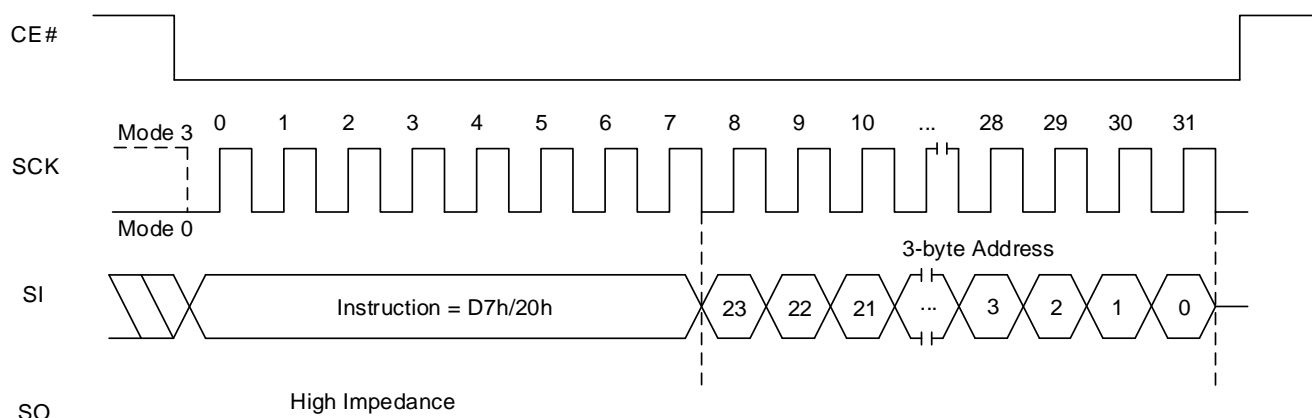 CE#
0 1 2 3 4 5 6 7 8 9 10 ... 28 29 30 31
Mode 3
SCK
Mode 0
3-byte Address
SI
Instruction = D7h/20h
23 22 21 ... 3 2 1 0
High Impedance
SO